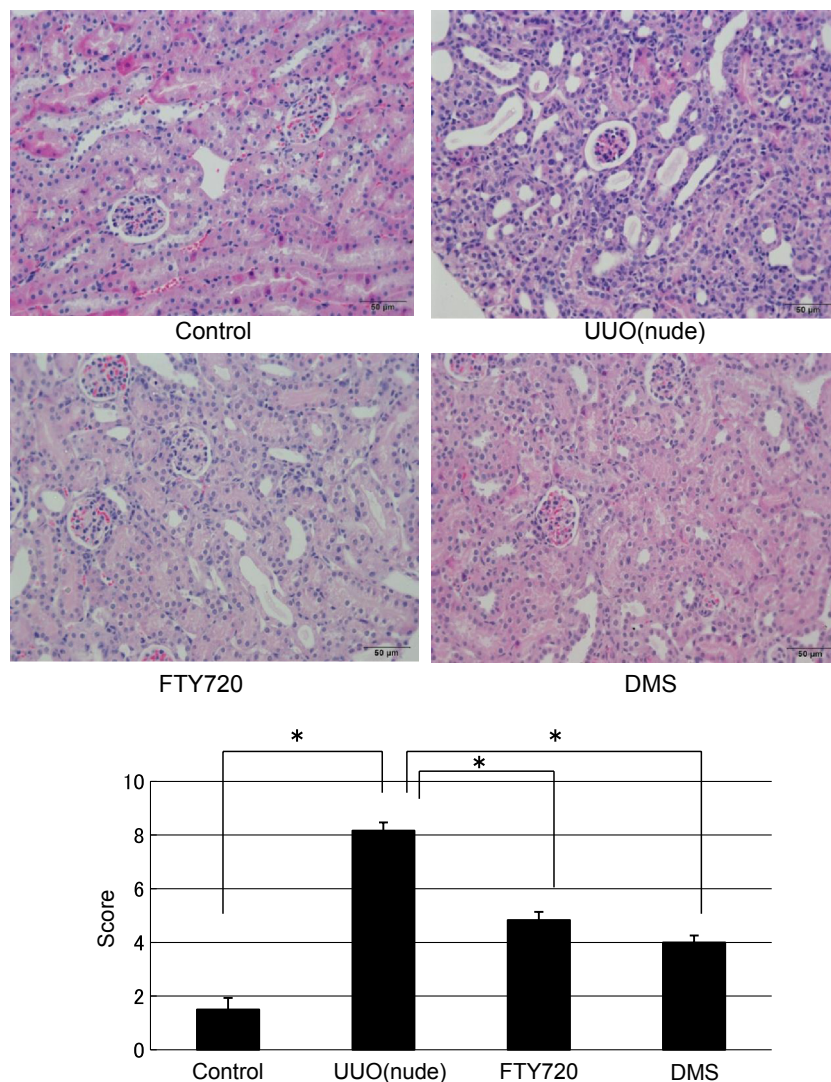 50 μm
50 μm
Control
UUO(nude)
50 μm
50 μm
FTY720
DMS
*
*
*
10
8
6
4
2
0
Score
Control
UUO(nude)
FTY720
DMS